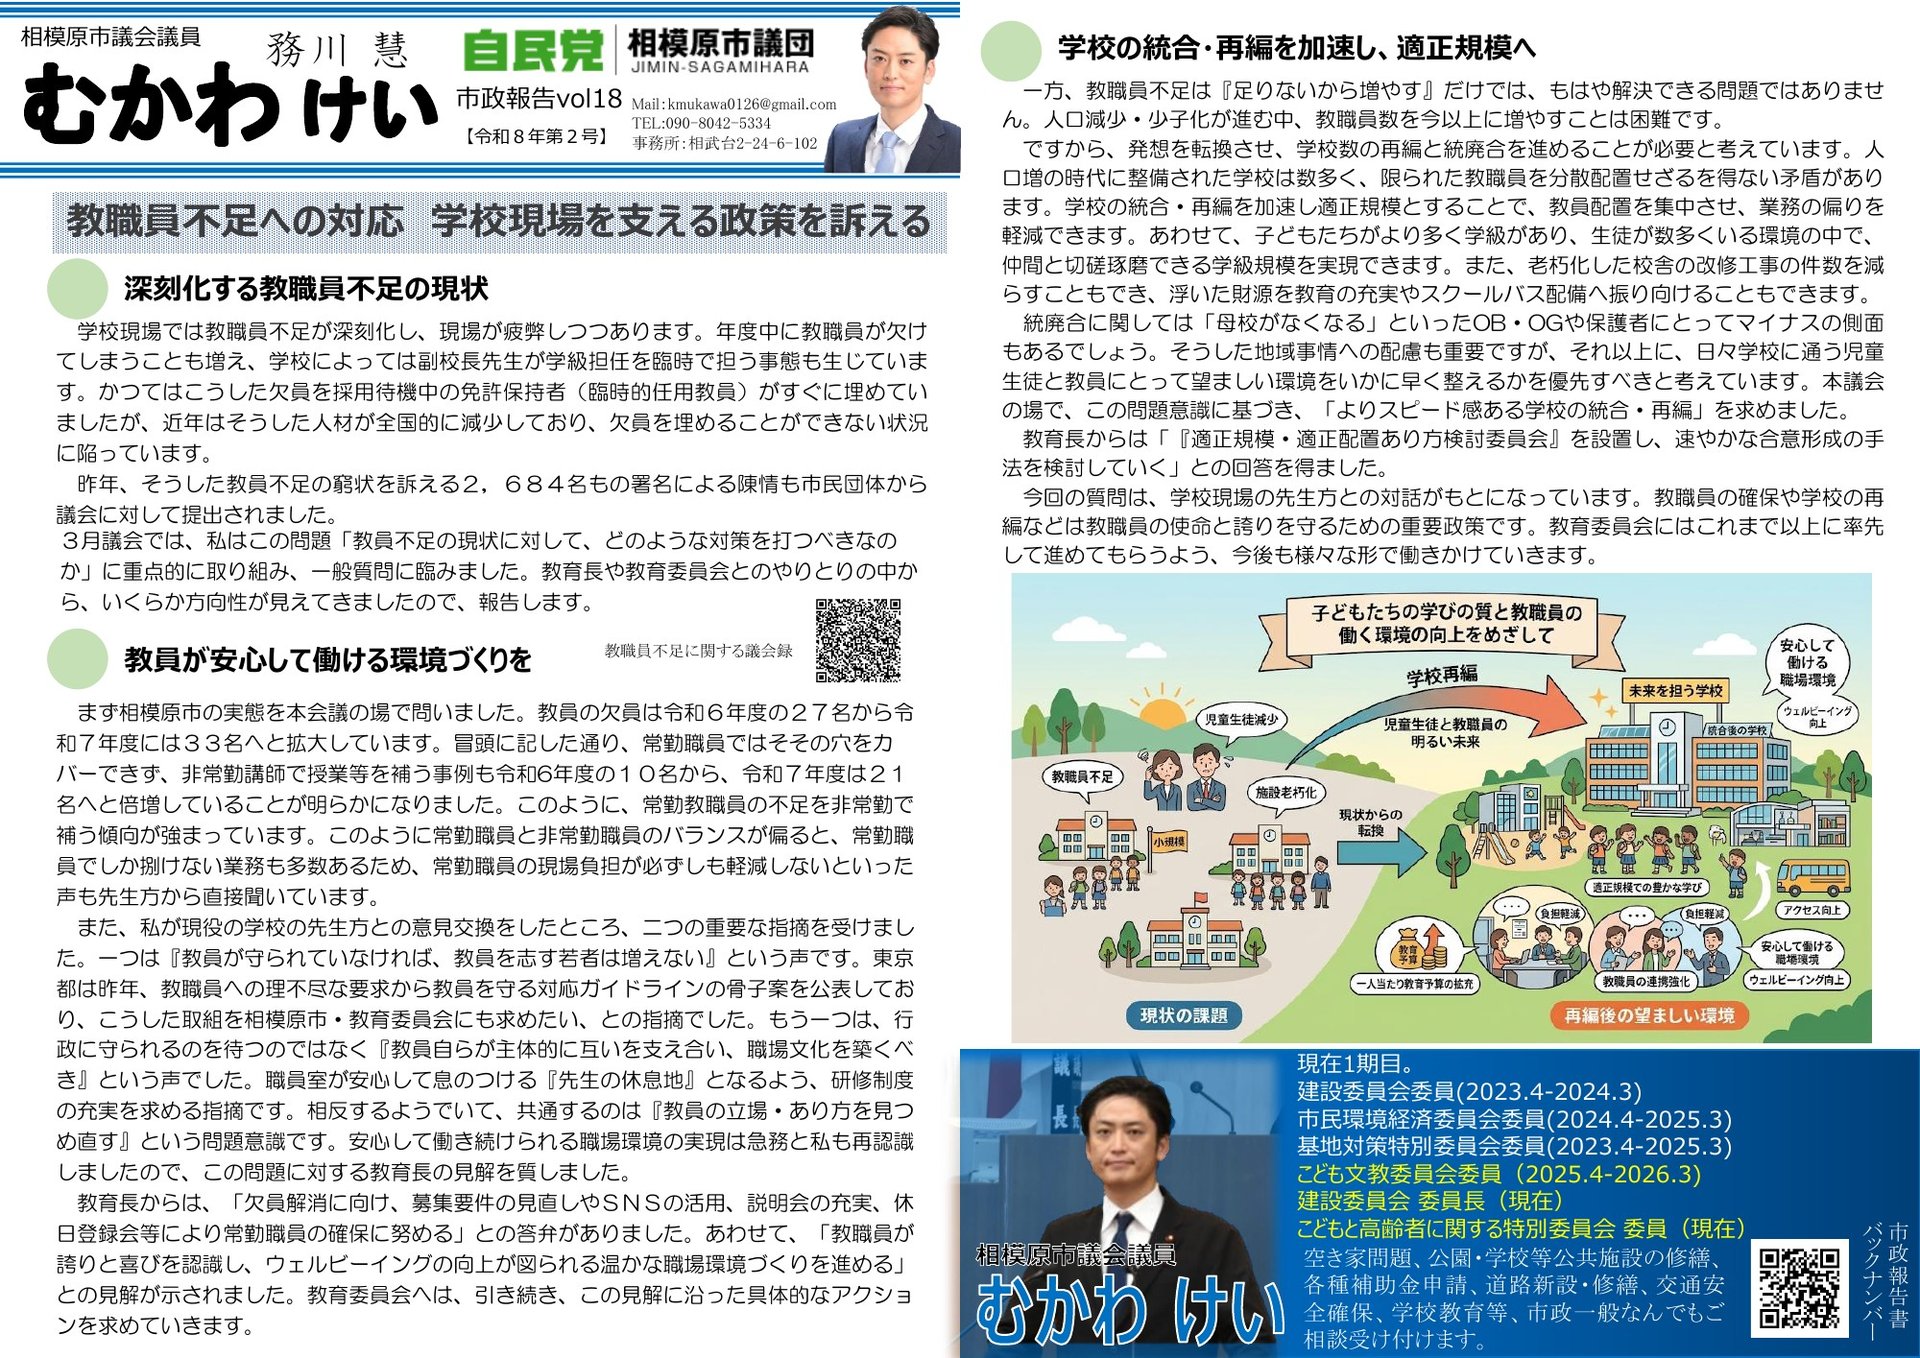 相模原市議会議員
務川 慧
むかわ けい
自民党
相模原市議団
JIMIN-SAGAMIHARA
市政報告vol18
【令和８年第２号】
Mail:kmukawa0126@gmail.com
TEL:090-8042-5334
事務所:相武台2-24-6-102
教職員不足への対応 学校現場を支える政策を訴える
深刻化する教職員不足の現状
学校現場では教職員不足が深刻化し、現場が疲弊しつつあります。年度中に教職員が欠け
てしまうことも増え、学校によっては副校長先生が学級担任を臨時で担う事態も生じていま
す。かつてはこうした欠員を採用待機中の免許保持者（臨時的任用教員）がすぐに埋めてい
ましたが、近年はそうした人材が全国的に減少しており、欠員を埋めることができない状況
に陥っています。
昨年、そうした教員不足の窮状を訴える２，６８４名もの署名による陳情も市民団体から
議会に対して提出されました。
３月議会では、私はこの問題「教員不足の現状に対して、どのような対策を打つべきなの
か」に重点的に取り組み、一般質問に臨みました。教育長や教育委員会とのやりとりの中か
ら、いくらか方向性が見えてきましたので、報告します。
教員が安心して働ける環境づくりを
教職員不足に関する議会録
まず相模原市の実態を本会議の場で問いました。教員の欠員は令和６年度の２７名から令
和７年度には３３名へと拡大しています。冒頭に記した通り、常勤職員ではそその穴をカ
バーできず、非常勤講師で授業等を補う事例も令和6年度の１０名から、令和７年度は２１
名へと倍増していることが明らかになりました。このように、常勤教職員の不足を非常勤で
補う傾向が強まっています。このように常勤職員と非常勤職員のバランスが偏ると、常勤職
員でしか捌けない業務も多数あるため、常勤職員の現場負担が必ずしも軽減しないといった
声も先生方から直接聞いています。
また、私が現役の学校の先生方との意見交換をしたところ、二つの重要な指摘を受けまし
た。一つは『教員が守られていなければ、教員を志す若者は増えない』という声です。東京
都は昨年、教職員への理不尽な要求から教員を守る対応ガイドラインの骨子案を公表してお
り、こうした取組を相模原市・教育委員会にも求めたい、との指摘でした。もう一つは、行
政に守られるのを待つのではなく『教員自らが主体的に互いを支え合い、職場文化を築くべ
き』という声でした。職員室が安心して息のつける『先生の休息地』となるよう、研修制度
の充実を求める指摘です。相反するようでいて、共通するのは『教員の立場・あり方を見つ
め直す』という問題意識です。安心して働き続けられる職場環境の実現は急務と私も再認識
しましたので、この問題に対する教育長の見解を質しました。
教育長からは、「欠員解消に向け、募集要件の見直しやＳＮＳの活用、説明会の充実、休
日登録会等により常勤職員の確保に努める」との答弁がありました。あわせて、「教職員が
誇りと喜びを認識し、ウェルビーイングの向上が図られる温かな職場環境づくりを進める」
との見解が示されました。教育委員会へは、引き続き、この見解に沿った具体的なアクショ
ンを求めていきます。
学校の統合・再編を加速し、適正規模へ
一方、教職員不足は『足りないから増やす』だけでは、もはや解決できる問題ではありませ
ん。人口減少・少子化が進む中、教職員数を今以上に増やすことは困難です。
ですから、発想を転換させ、学校数の再編と統廃合を進めることが必要と考えています。人
口増の時代に整備された学校は数多く、限られた教職員を分散配置せざるを得ない矛盾があり
ます。学校の統合・再編を加速し適正規模とすることで、教員配置を集中させ、業務の偏りを
軽減できます。あわせて、子どもたちがより多く学級があり、生徒が数多くいる環境の中で、
仲間と切磋琢磨できる学級規模を実現できます。また、老朽化した校舎の改修工事の件数を減
らすこともでき、浮いた財源を教育の充実やスクールバス配備へ振り向けることもできます。
統廃合に関しては「母校がなくなる」といったOB・OGや保護者にとってマイナスの側面
もあるでしょう。そうした地域事情への配慮も重要ですが、それ以上に、日々学校に通う児童
生徒と教員にとって望ましい環境をいかに早く整えるかを優先すべきと考えています。本議会
の場で、この問題意識に基づき、「よりスピード感ある学校の統合・再編」を求めました。
教育長からは「『適正規模・適正配置あり方検討委員会』を設置し、速やかな合意形成の手
法を検討していく」との回答を得ました。
今回の質問は、学校現場の先生方との対話がもとになっています。教職員の確保や学校の再
編などは教職員の使命と誇りを守るための重要政策です。教育委員会にはこれまで以上に率先
して進めてもらうよう、今後も様々な形で働きかけていきます。
子どもたちの学びの質と教職員の
働く環境の向上をめざして
学校再編
児童生徒と教職員の
明るい未来
児童生徒減少
教職員不足
施設老朽化
小規模
現状からの
転換
現状の課題
未来を担う学校
統合後の学校
安心して
働ける
職場環境
ウェルビーイング
向上
適正規模での豊かな学び
アクセス向上
教育
予算
一人当たり教育予算の拡充
負担軽減
負担軽減
教職員の連携強化
安心して働ける
職場環境
ウェルビーイング向上
再編後の望ましい環境
議
長
相模原市議会議員
むかわ けい
現在1期目。
建設委員会委員(2023.4-2024.3)
市民環境経済委員会委員(2024.4-2025.3)
基地対策特別委員会委員(2023.4-2025.3)
こども文教委員会委員（2025.4-2026.3)
建設委員会 委員長（現在）
こどもと高齢者に関する特別委員会 委員（現在）
空き家問題、公園・学校等公共施設の修繕、
各種補助金申請、道路新設・修繕、交通安
全確保、学校教育等、市政一般なんでもご
相談受け付けます。
市政報告書
バックナンバー